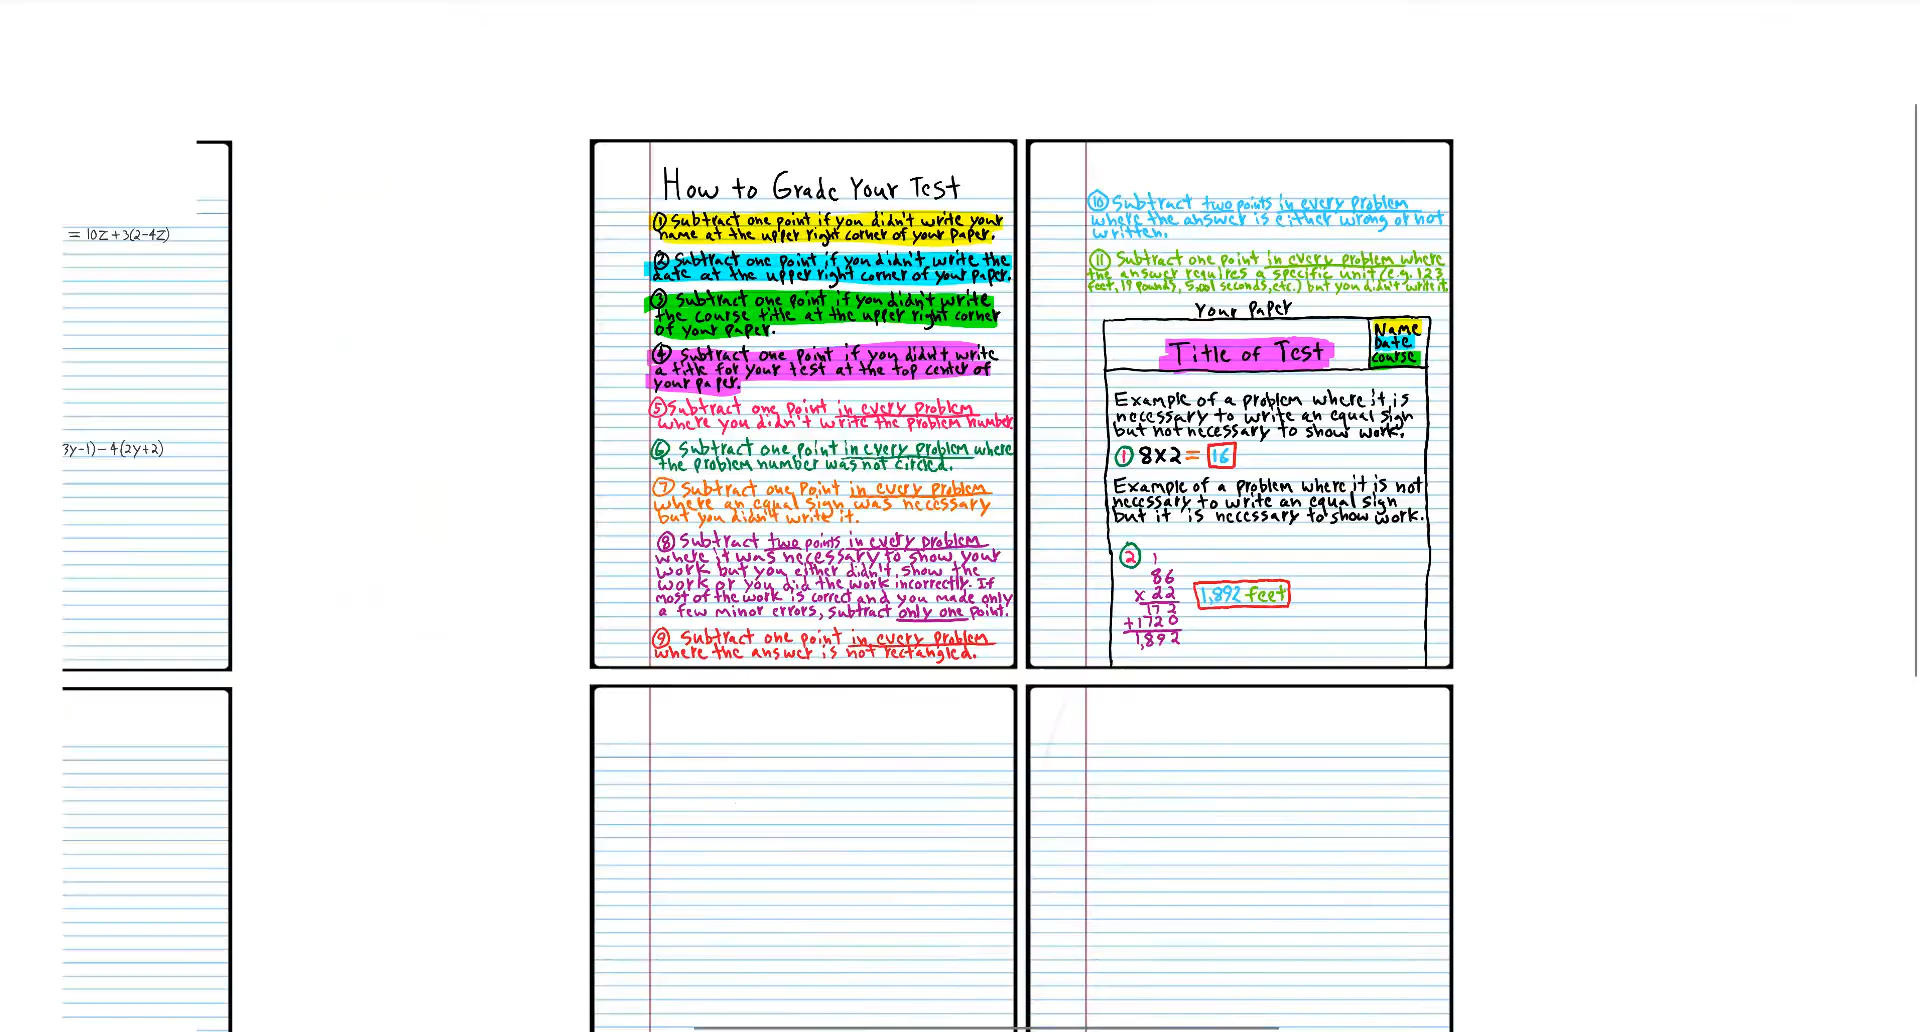 = 10z+3(2-4z)
3y-1)-4(2y+2)
How to Grade Your Test
① Subtract one point if you didn't write your
name at the upper right corner of your paper.
② Subtract one point if you didn't write the
date at the upper right corner of your paper.
③ Subtract one point if you didn't write
the course title at the upper right corner
of your paper.
④ Subtract one point if you didn't write
a title for your test at the top center of
your paper.
⑤ Subtract one point in every problem
where you didn't write the problem number.
⑥ Subtract one point in every problem where
the problem number was not circled.
⑦ Subtract one point in every problem
where an equal sign was necessary
but you didn't write it.
⑧ Subtract two points in every problem
where it was necessary to show your
work but you either didn't show the
work or you did the work incorrectly. If
most of the work is correct and you made only
a few minor errors, subtract only one point.
⑨ Subtract one point in every problem
where the answer is not rectangled.
⑩ Subtract two points in every problem
where the answer is either wrong or not
written.
⑪ Subtract one point in every problem where
the answer requires a specific unit (e.g. 123
feet, 19 pounds, 5,001 seconds, etc.) but you didn't write it.
Your Paper
Title of Test
Name
Date
Course
Example of a problem where it is
necessary to write an equal sign
but not necessary to show work.
① 8x2 = 16
Example of a problem where it is not
necessary to write an equal sign
but it is necessary to show work.
② 1
86
x 22
172
+1720
1,892
1,892 feet